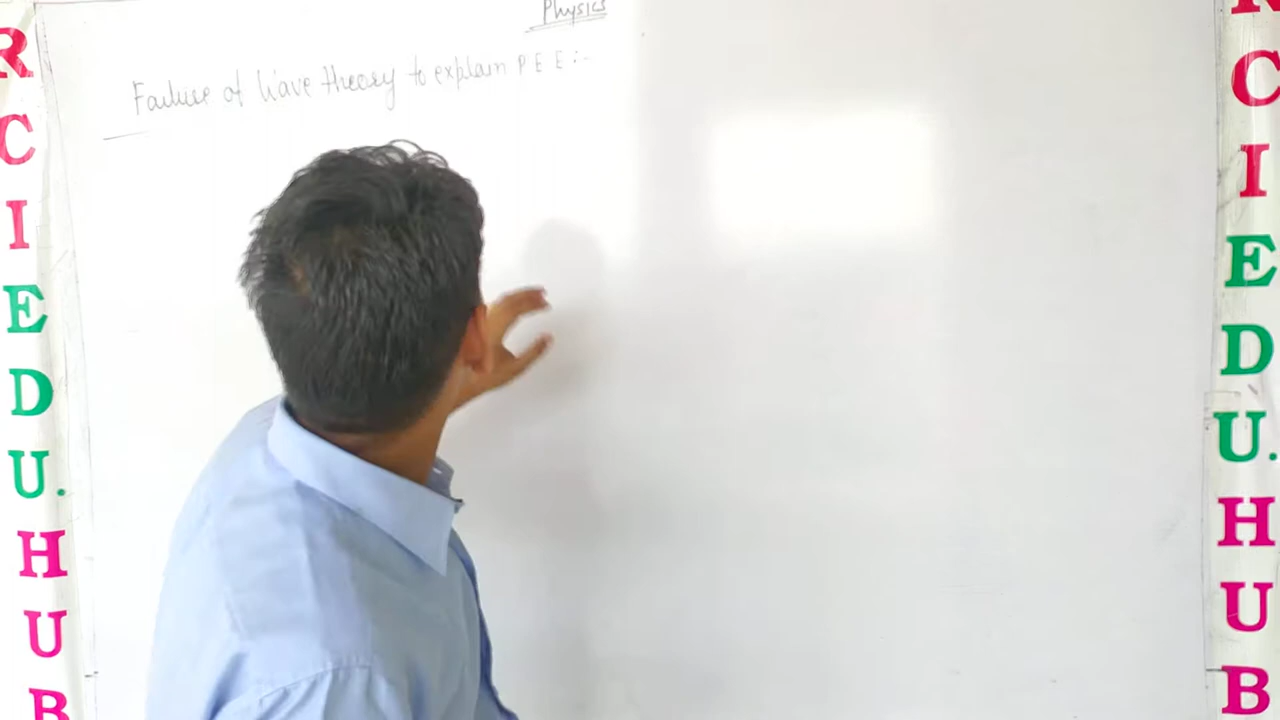 Physics
Failure of Wave theory to explain P E E :-
R
C
I
E
D
U.
H
U
B
R
C
I
E
D
U.
H
U
B